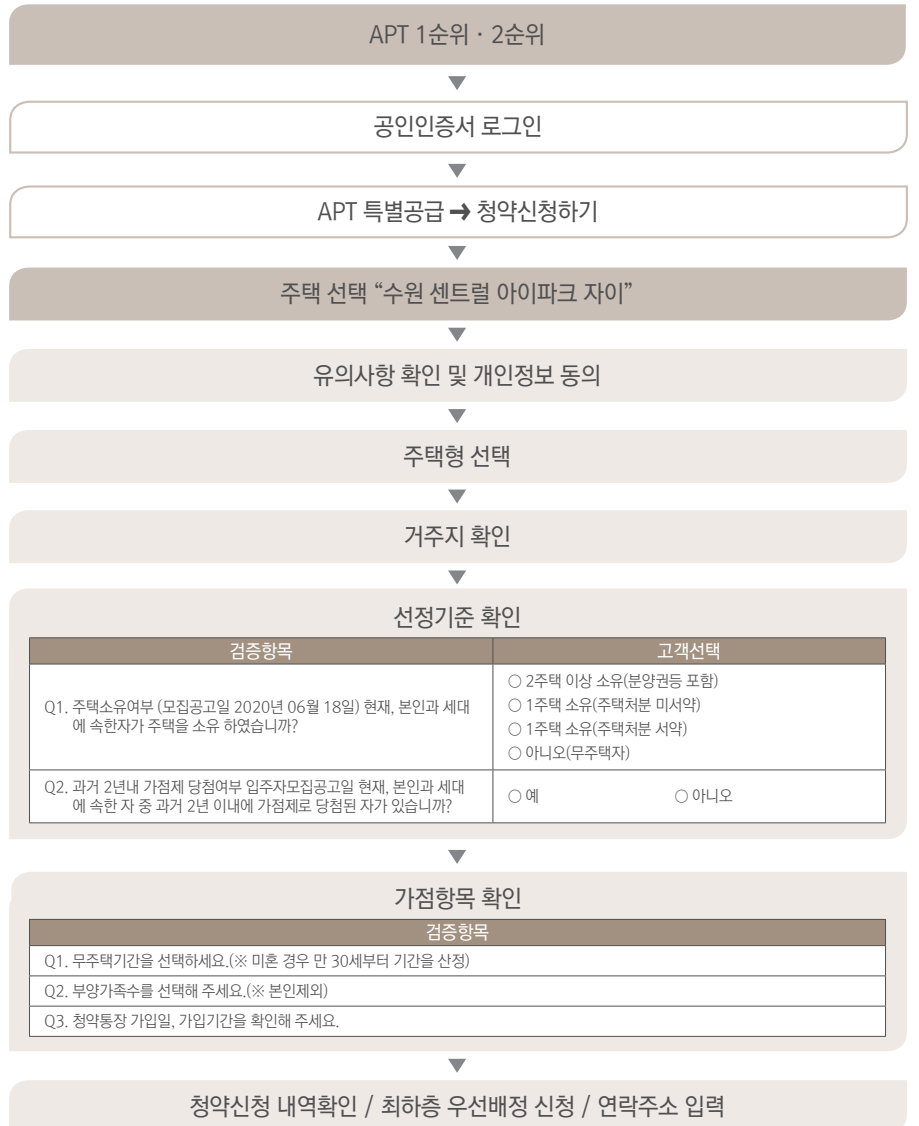 APT 1순위 · 2순위
▼
공인인증서 로그인
▼
APT 특별공급 → 청약신청하기
▼
주택 선택 “수원 센트럴 아이파크 자이”
▼
유의사항 확인 및 개인정보 동의
▼
주택형 선택
▼
거주지 확인
▼
선정기준 확인
검증항목 고객선택
Q1. 주택소유여부 (모집공고일 2020년 06월 18일) 현재, 본인과 세대
에 속한자가 주택을 소유 하였습니까?
○ 2주택 이상 소유(분양권등 포함)
○ 1주택 소유(주택처분 미서약)
○ 1주택 소유(주택처분 서약)
○ 아니오(무주택자)
Q2. 과거 2년내 가점제 당첨여부 입주자모집공고일 현재, 본인과 세대
에 속한 자 중 과거 2년 이내에 가점제로 당첨된 자가 있습니까?
○ 예 ○ 아니오
▼
가점항목 확인
검증항목
Q1. 무주택기간을 선택하세요.(※ 미혼 경우 만 30세부터 기간을 산정)
Q2. 부양가족수를 선택해 주세요.(※ 본인제외)
Q3. 청약통장 가입일, 가입기간을 확인해 주세요.
▼
청약신청 내역확인 / 최하층 우선배정 신청 / 연락주소 입력